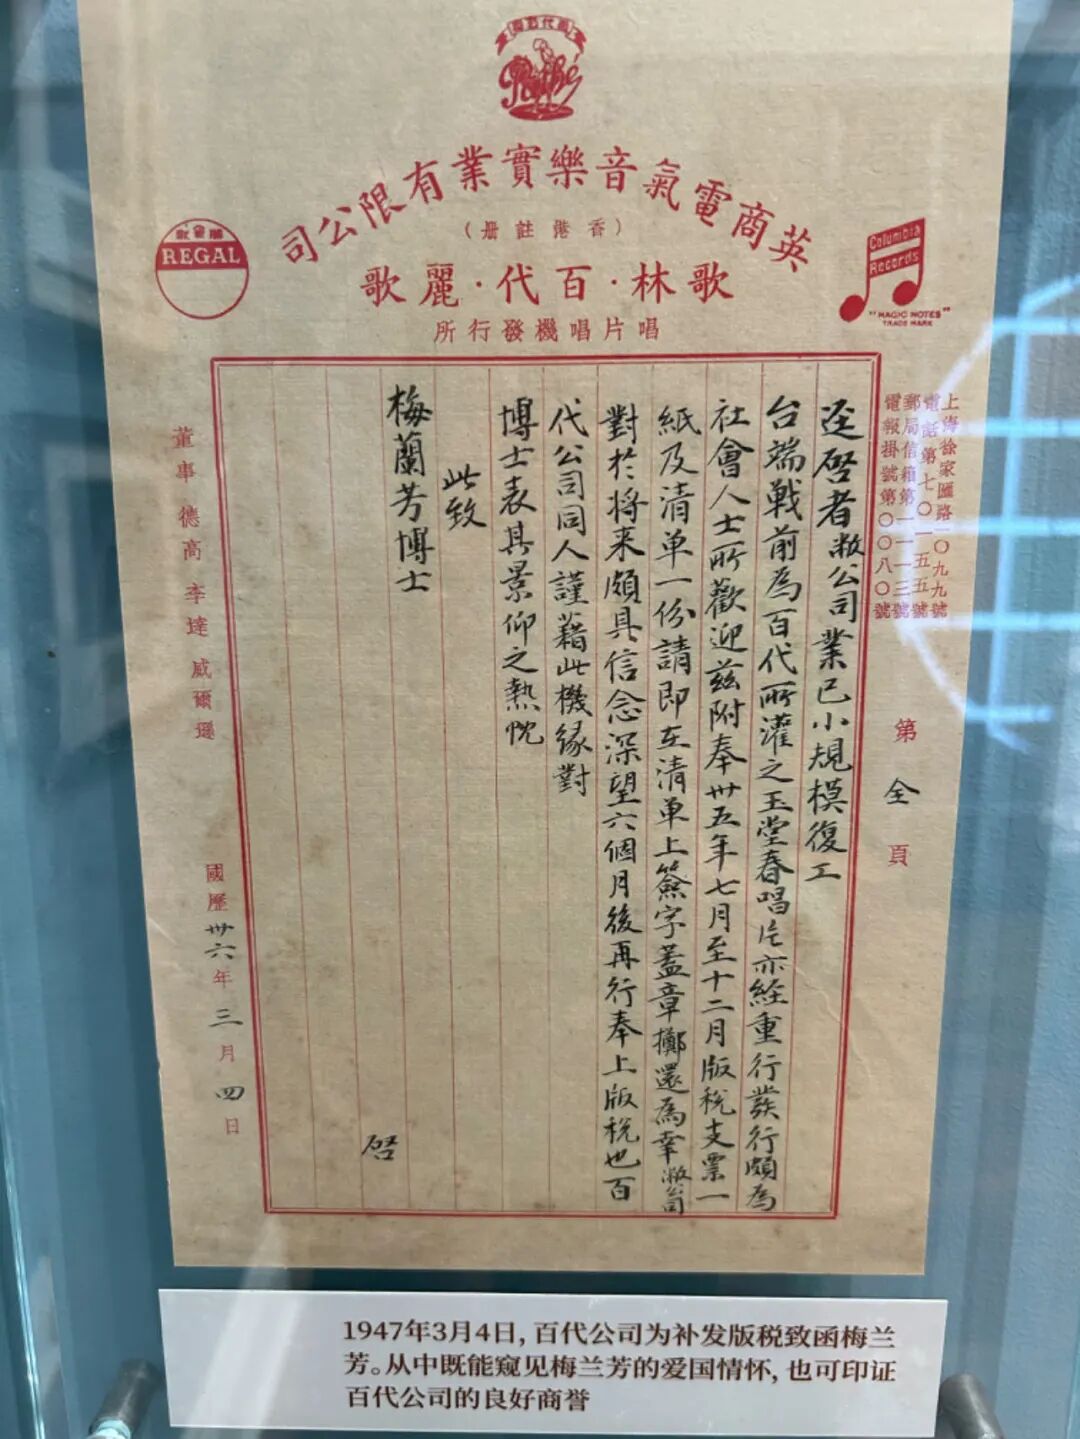 百代公司
Pathé
英商電氣音樂實業有限公司
（香港註册）
REGAL
Columbia
Records
"MAGIC NOTES"
TRADE MARK
歌林·百代·麗歌
唱片唱機發行所
上海徐家匯路一〇九九號
電話第七〇一五五號
郵局信箱第一一一三號
電報掛號第〇〇八〇號
第全頁
迳啓者敝公司業已小規模復工
台端戰前為百代所灌之玉堂春唱片亦經重行發行頗為
社會人士所歡迎兹附奉卅五年七月至十二月版稅支票一
紙及清单一份請即在清单上簽字蓋章擲還為幸敝公司
對於將来頗具信念深望六個月後再行奉上版稅也百
代公司同人謹藉此機緣對
博士表其景仰之熱忱
此致
梅蘭芳博士
啓
董事 德高 李達 威爾遜
國歷卅六年三月四日
1947年3月4日，百代公司为补发版税致函梅兰
芳。从中既能窥见梅兰芳的爱国情怀，也可印证
百代公司的良好商誉